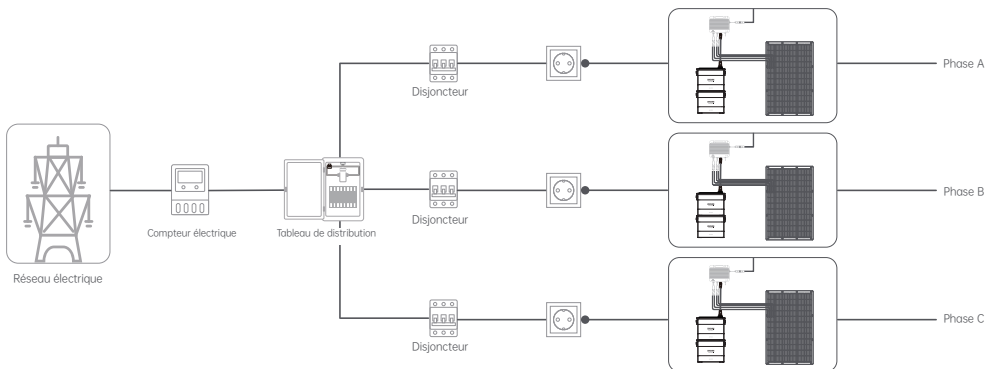 Disjoncteur
Phase A
Disjoncteur
Phase B
Compteur électrique
Tableau de distribution
Réseau électrique
Disjoncteur
Phase C